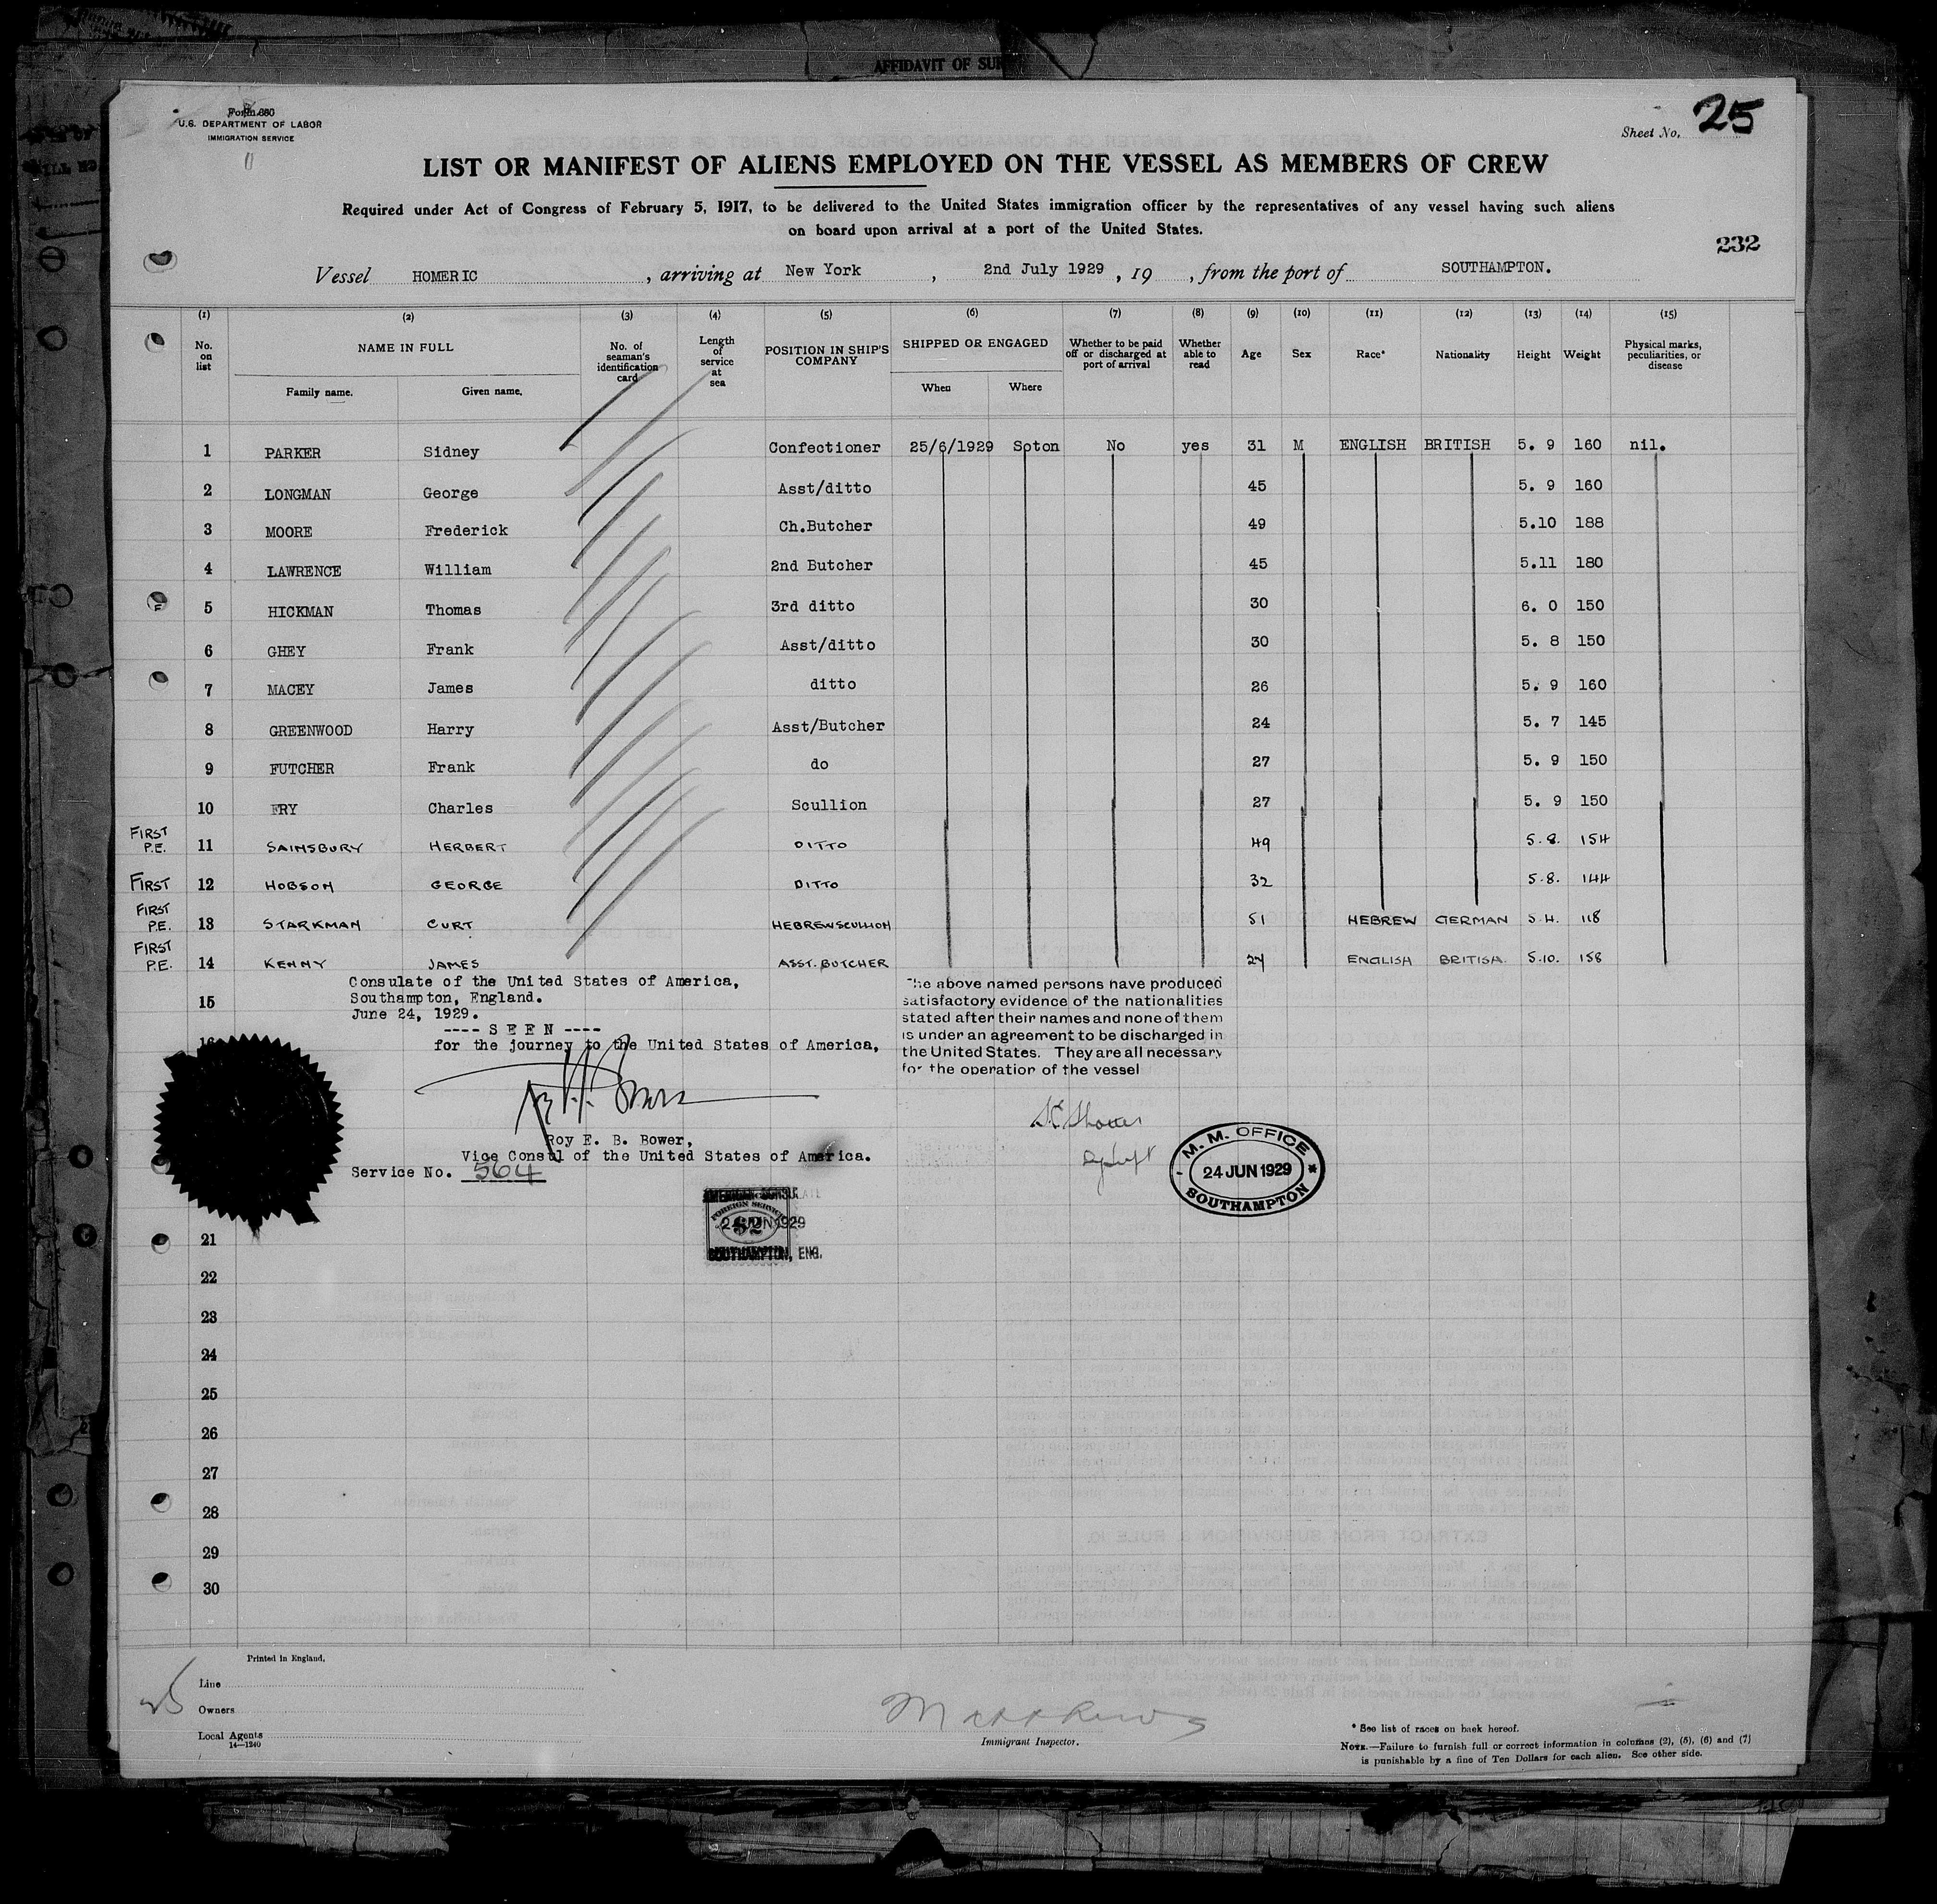 AFFIDAVIT OF SUR
Form 680
U.S. DEPARTMENT OF LABOR
IMMIGRATION SERVICE
Sheet No. 25
LIST OR MANIFEST OF ALIENS EMPLOYED ON THE VESSEL AS MEMBERS OF CREW
Required under Act of Congress of February 5, 1917, to be delivered to the United States immigration officer by the representatives of any vessel having such aliens
on board upon arrival at a port of the United States.
232
Vessel HOMERIC , arriving at New York , 2nd July 1929 , 19 , from the port of SOUTHAMPTON.
(1) (2) (3) (4) (5) (6) (7) (8) (9) (10) (11) (12) (13) (14) (15)
No. on list NAME IN FULL Family name. Given name. No. of seaman's identification card Length of service at sea POSITION IN SHIP'S COMPANY SHIPPED OR ENGAGED When Where Whether to be paid off or discharged at port of arrival Whether able to read Age Sex Race* Nationality Height Weight Physical marks, peculiarities, or disease
1 PARKER Sidney Confectioner 25/6/1929 Soton No yes 31 M ENGLISH BRITISH 5. 9 160 nil.
2 LONGMAN George Asst/ditto 45 5. 9 160
3 MOORE Frederick Ch.Butcher 49 5.10 188
4 LAWRENCE William 2nd Butcher 45 5.11 180
5 HICKMAN Thomas 3rd ditto 30 6. 0 150
6 GHEY Frank Asst/ditto 30 5. 8 150
7 MACEY James ditto 26 5. 9 160
8 GREENWOOD Harry Asst/Butcher 24 5. 7 145
9 FUTCHER Frank do 27 5. 9 150
10 FRY Charles Scullion 27 5. 9 150
FIRST P.E. 11 SAINSBURY HERBERT DITTO 49 5.8. 154
FIRST 12 HOBSON GEORGE DITTO 32 5.8. 144
FIRST P.E. 13 STARKMAN CURT HEBREW SCULLION 51 HEBREW GERMAN 5.4. 118
FIRST P.E. 14 KENNY JAMES ASST. BUTCHER 24 ENGLISH BRITISH 5.10. 158
Consulate of the United States of America,
15 Southampton, England.
June 24, 1929.
---- S E E N ----
16 for the journey to the United States of America,
The above named persons have produced
satisfactory evidence of the nationalities
stated after their names and none of them
is under an agreement to be discharged in
the United States. They are all necessary
for the operation of the vessel
Roy E. B. Bower,
Vice Consul of the United States of America.
Service No. 564
M. M. OFFICE
24 JUN 1929
SOUTHAMPTON
AMERICAN CONSULATE
FOREIGN SERVICE
24 JUN 1929
SOUTHAMPTON, ENG.
21
22
23
24
25
26
27
28
29
30
Printed in England.
Line
Owners
Local Agents
14—1240
Matthews
Immigrant Inspector.
* See list of races on back hereof.
NOTE.—Failure to furnish full or correct information in columns (2), (5), (6) and (7)
is punishable by a fine of Ten Dollars for each alien. See other side.